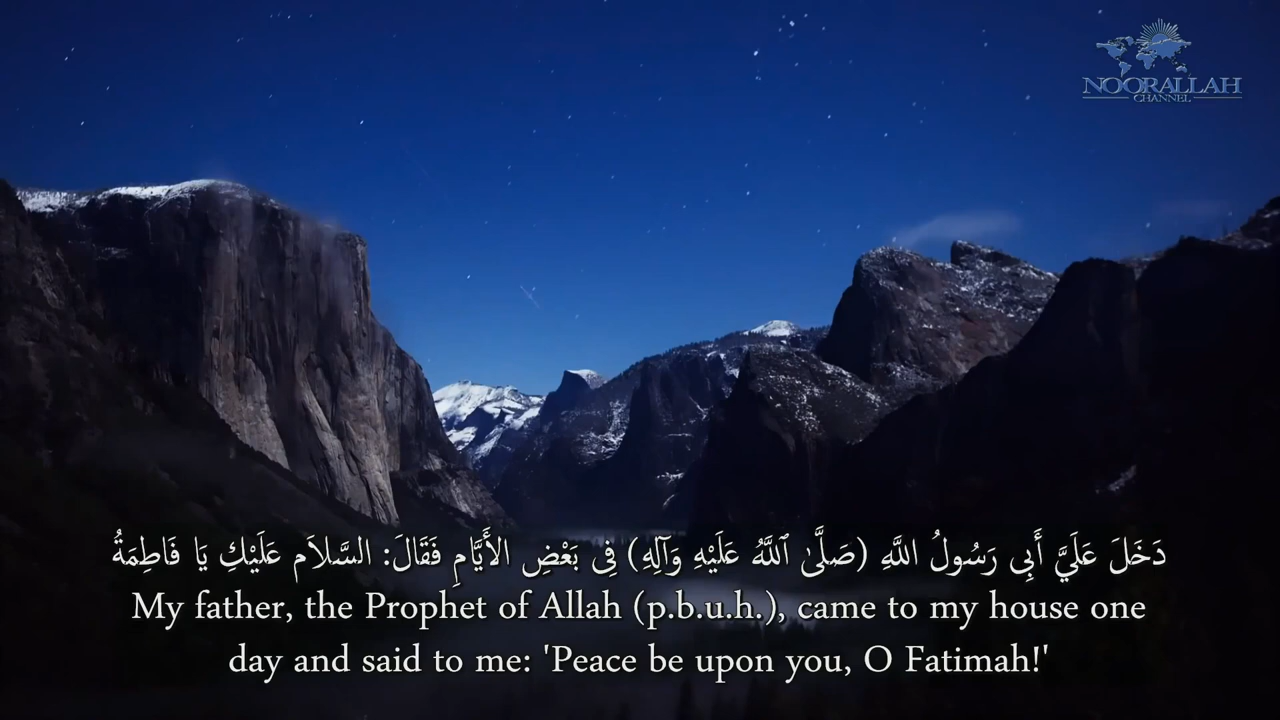 NOORALLAH
CHANNEL
دَخَلَ عَلَيَّ أَبِى رَسُولُ اللَّهِ (صَلَّىٰ ٱللَّهُ عَلَيْهِ وَآلِهِ) فِى بَعْضِ الأَيَّامِ فَقَالَ: السَّلاَم عَلَيْكِ يَا فَاطِمَةُ
My father, the Prophet of Allah (p.b.u.h.), came to my house one
day and said to me: 'Peace be upon you, O Fatimah!'